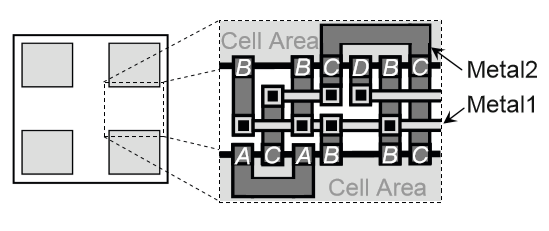 Cell Area
B B C D B C
Metal2
Metal1
A C A B B C
Cell Area